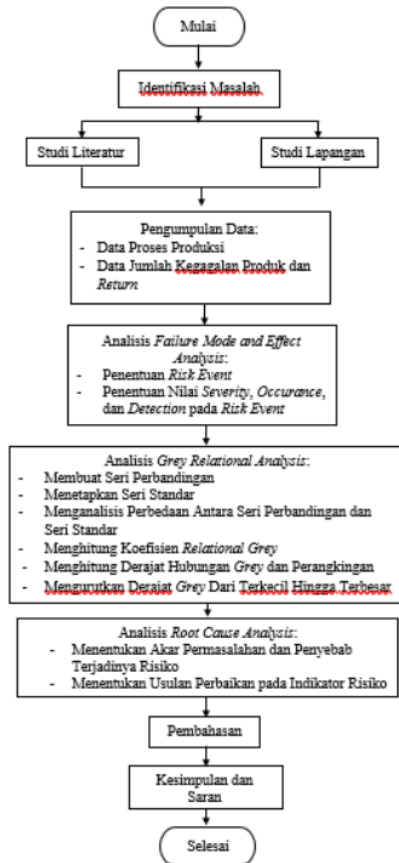 Mulai
Identifikasi Masalah
Studi Literatur
Studi Lapangan
Pengumpulan Data:
- Data Proses Produksi
- Data Jumlah Kegagalan Produk dan
Return
Analisis Failure Mode and Effect
Analysis:
- Penentuan Risk Event
- Penentuan Nilai Severity, Occurance,
dan Detection pada Risk Event
Analisis Grey Relational Analysis:
- Membuat Seri Perbandingan
- Menetapkan Seri Standar
- Menganalisis Perbedaan Antara Seri Perbandingan dan
Seri Standar
- Menghitung Koefisien Relational Grey
- Menghitung Derajat Hubungan Grey dan Perangkingan
- Mengurutkan Derajat Grey Dari Terkecil Hingga Terbesar
Analisis Root Cause Analysis:
- Menentukan Akar Permasalahan dan Penyebab
Terjadinya Risiko
- Menentukan Usulan Perbaikan pada Indikator Risiko
Pembahasan
Kesimpulan dan
Saran
Selesai